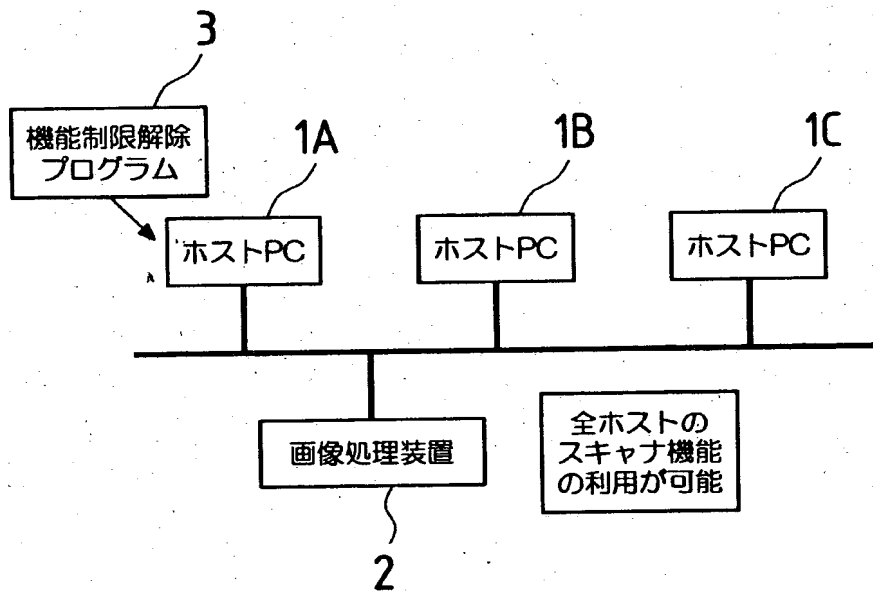 3
機能制限解除
プログラム
1A
1B
1C
ホストPC
ホストPC
ホストPC
画像処理装置
全ホストの
スキャナ機能
の利用が可能
2